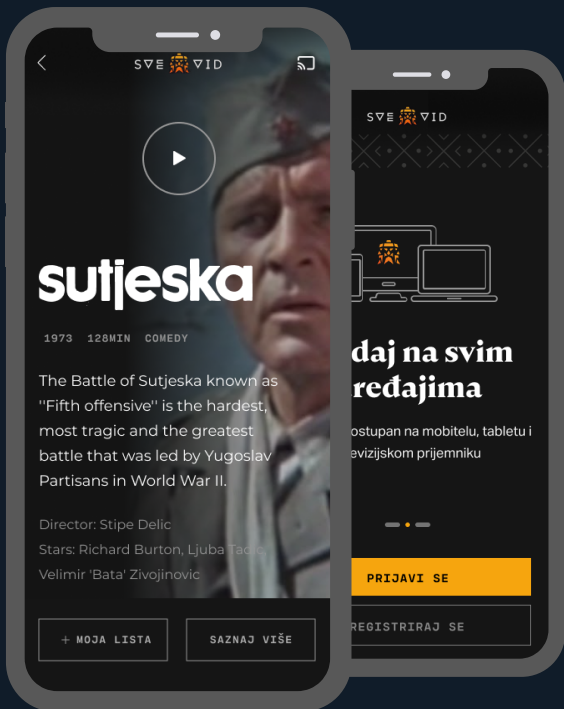 SVE VID
sutjeska
1973 128MIN COMEDY
The Battle of Sutjeska known as
''Fifth offensive'' is the hardest,
most tragic and the greatest
battle that was led by Yugoslav
Partisans in World War II.
Director: Stipe Delic
Stars: Richard Burton, Ljuba Tadic,
Velimir 'Bata' Zivojinovic
+ MOJA LISTA
SAZNAJ VIŠE
SVE VID
daj na svim
ređajima
ostupan na mobitelu, tabletu i
evizijskom prijemniku
PRIJAVI SE
REGISTRIRAJ SE